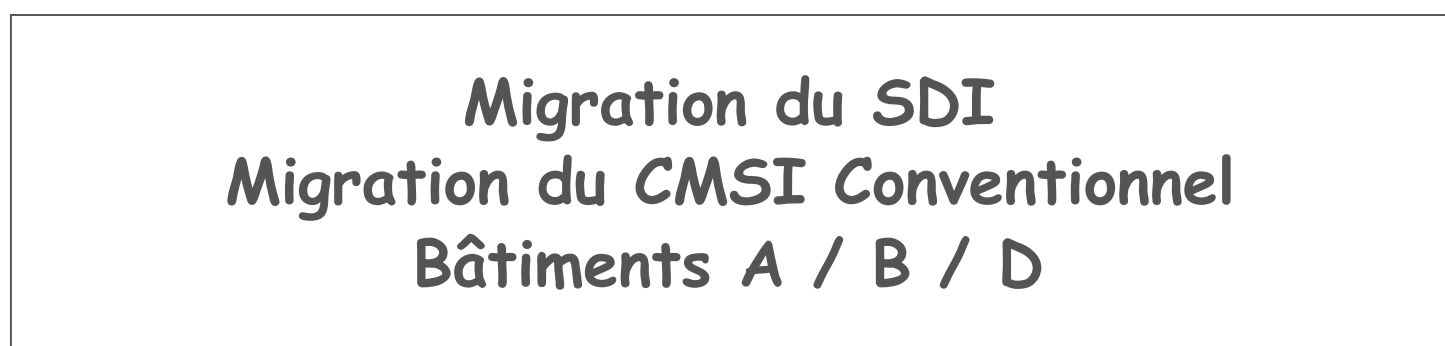 Migration du SDI
Migration du CMSI Conventionnel
Bâtiments A / B / D